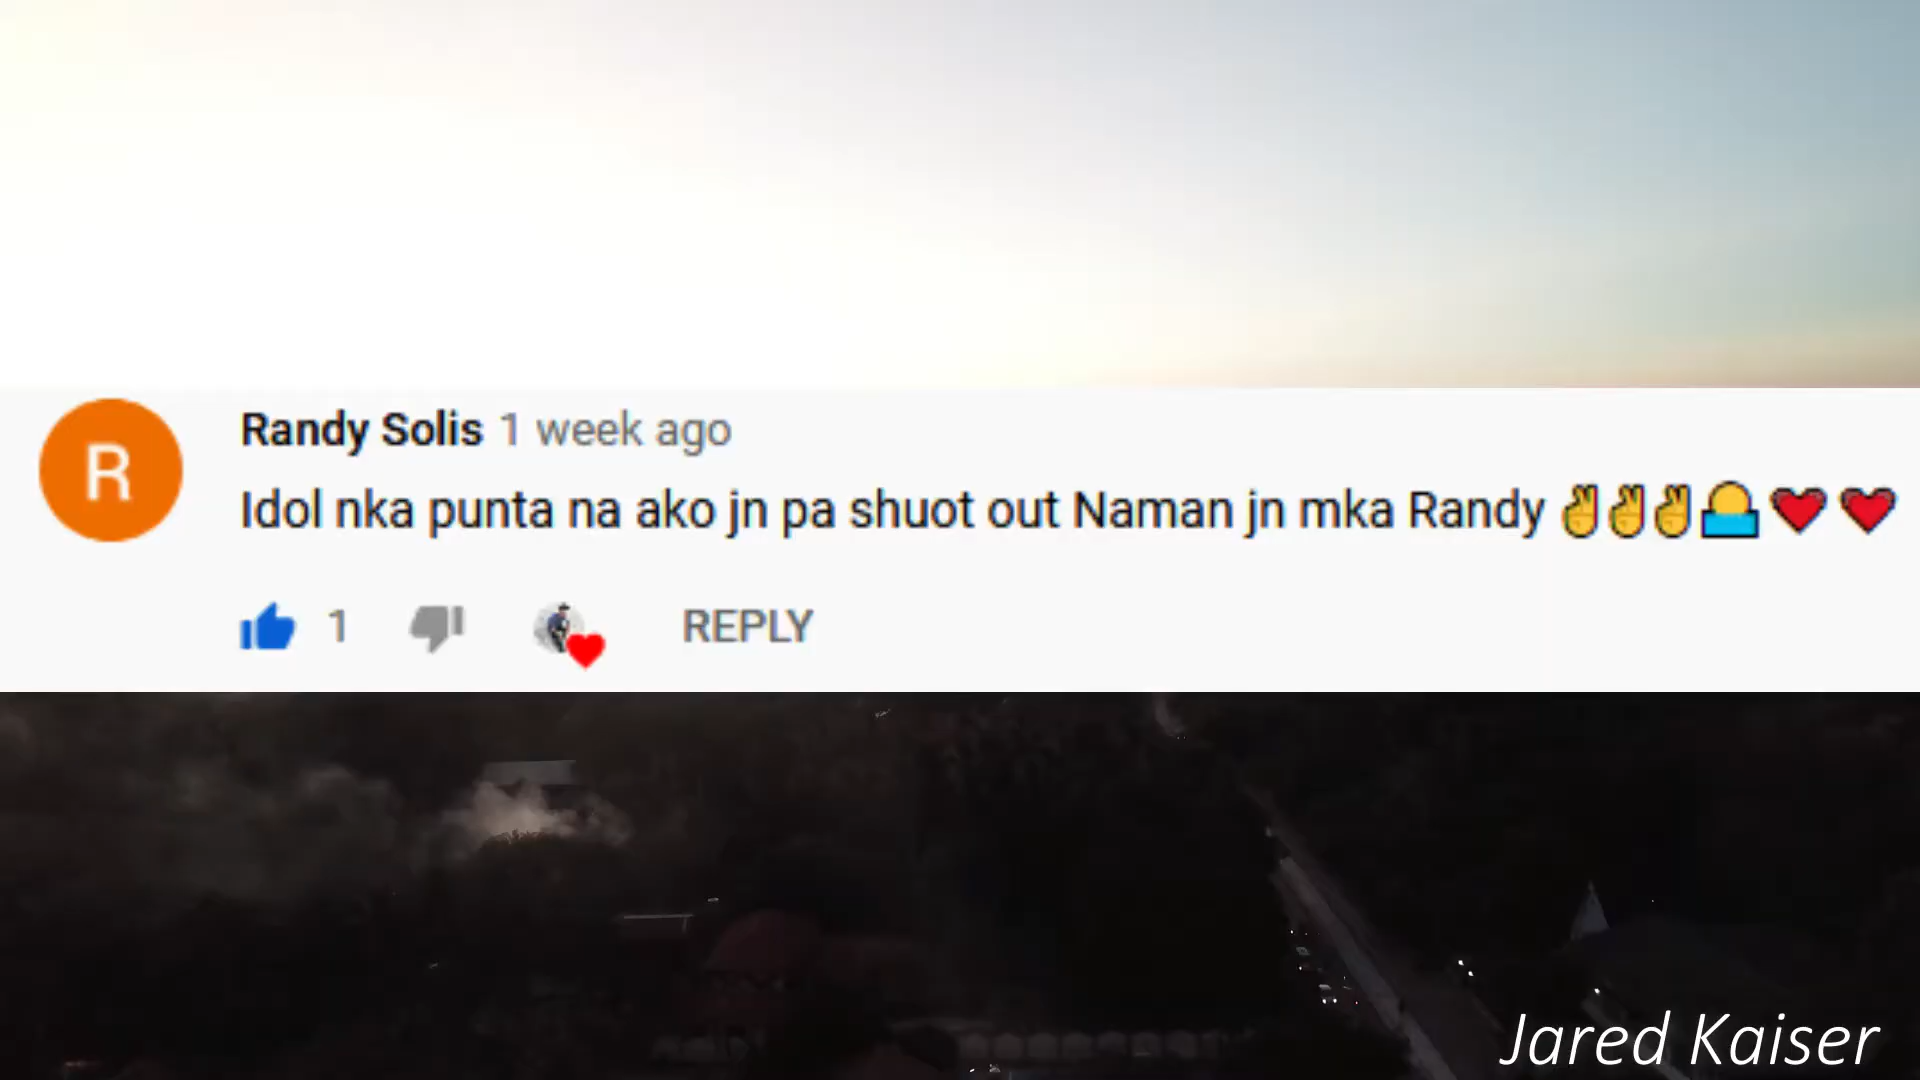 R
Randy Solis 1 week ago
Idol nka punta na ako jn pa shuot out Naman jn mka Randy ✌️✌️✌️🌅❤️❤️
1 REPLY
Jared Kaiser